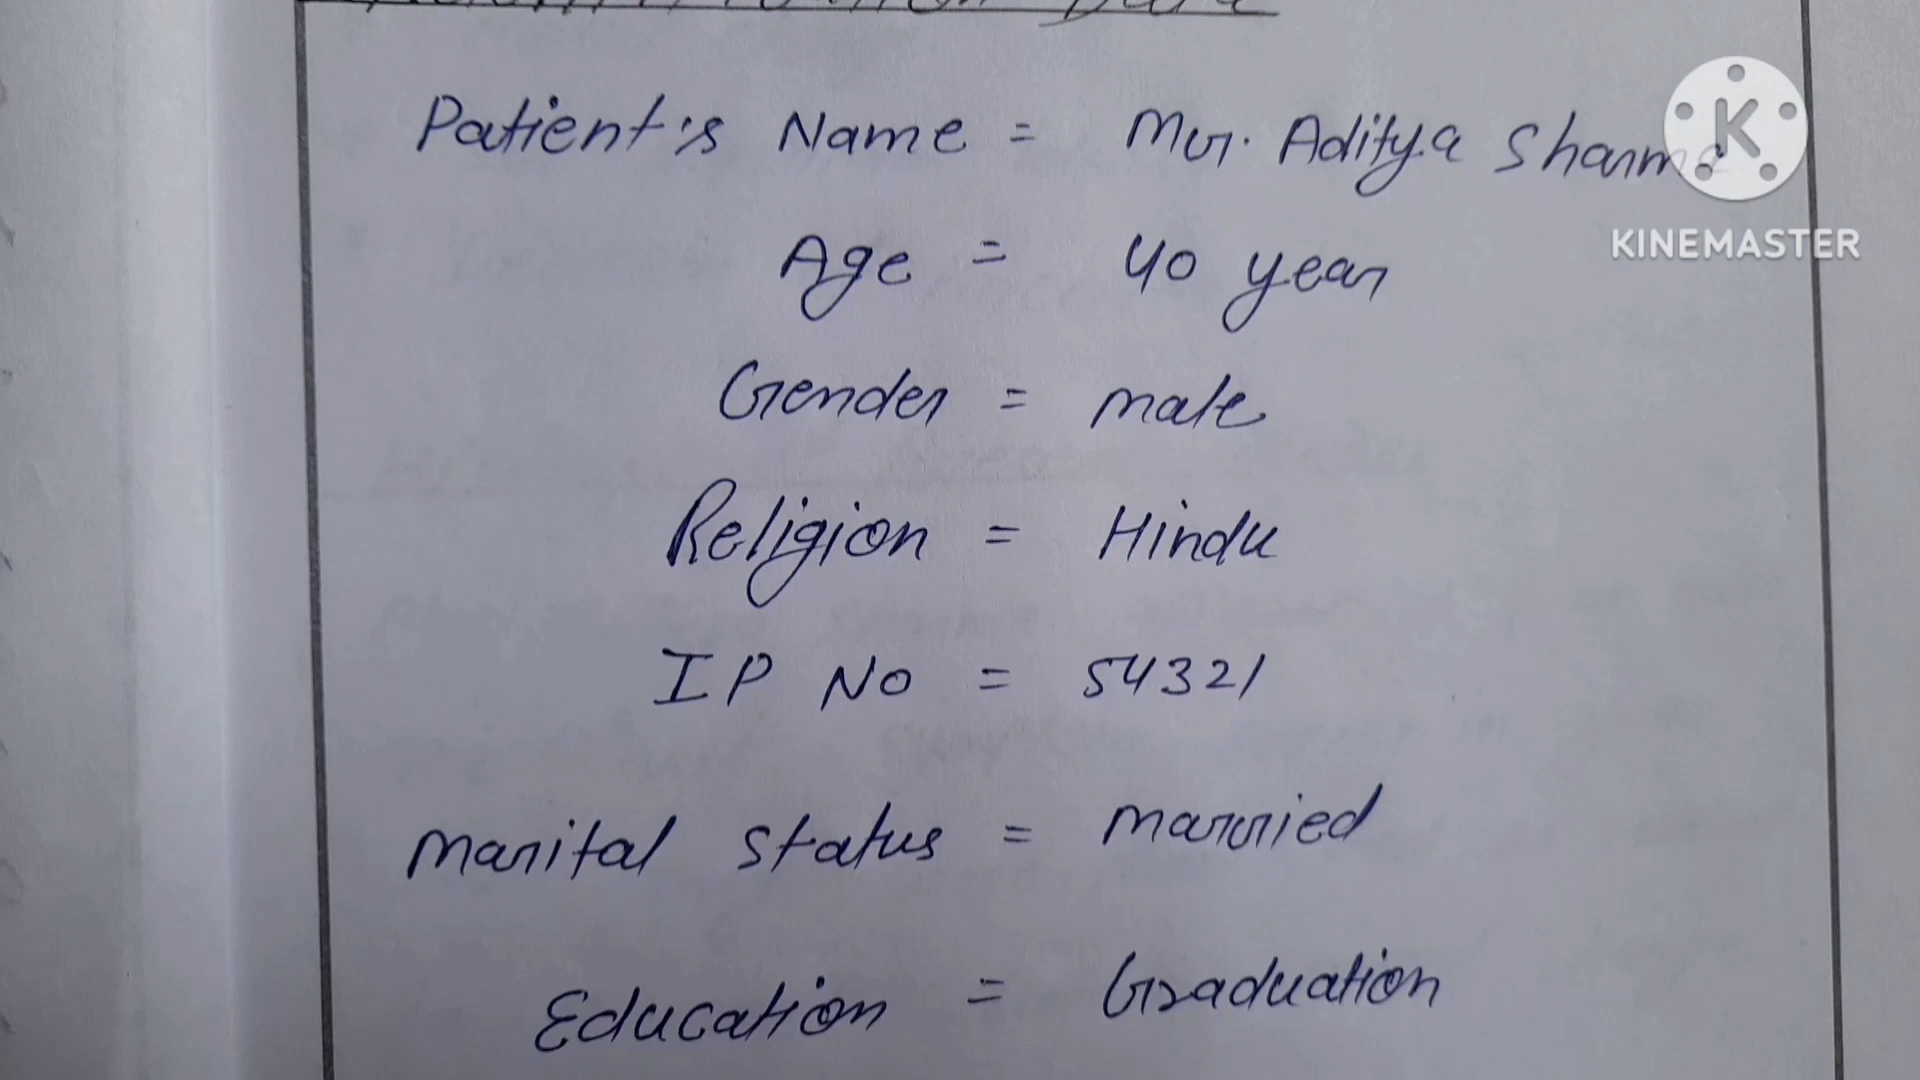 Patient's Name = Mr. Aditya Sharma
Age = 40 year
Gender = male
Religion = Hindu
IP No = 54321
Marital status = married
Education = Graduation
KINEMASTER